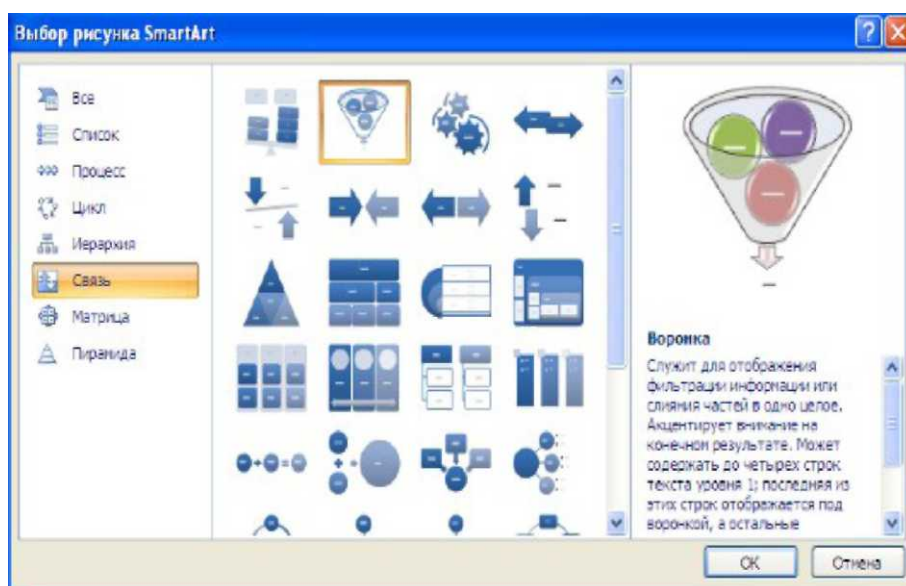 Выбор рисунка SmartArt
Все
Список
Процесс
Цикл
Иерархия
Связь
Матрица
Пирамида
Воронка
Служит для отображения
фильтрации информации или
слияния частей в одно целое.
Акцентирует внимание на
конечном результате. Может
содержать до четырех строк
текста уровня 1; последняя из
этих строк отображается под
воронкой, а остальные
ОК
Отмена